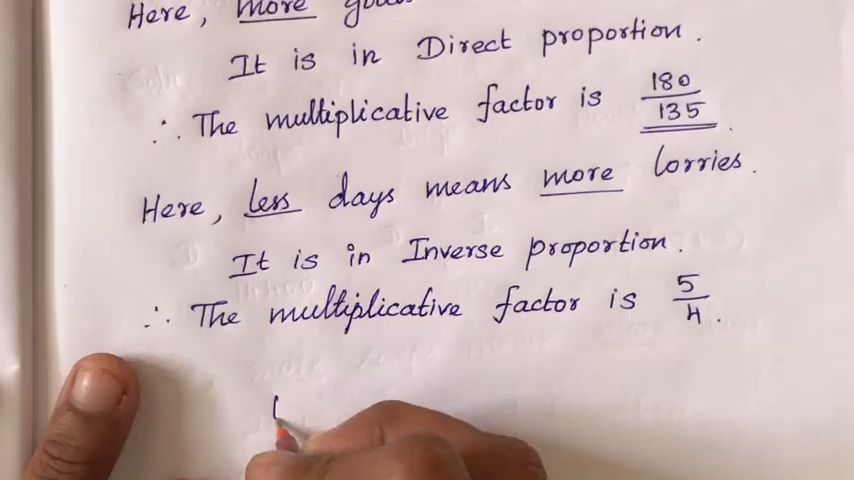 Here, more
It is in Direct proportion.
∴ The multiplicative factor is 180/135.
Here, less days means more lorries.
It is in Inverse proportion.
∴ The multiplicative factor is 5/4.